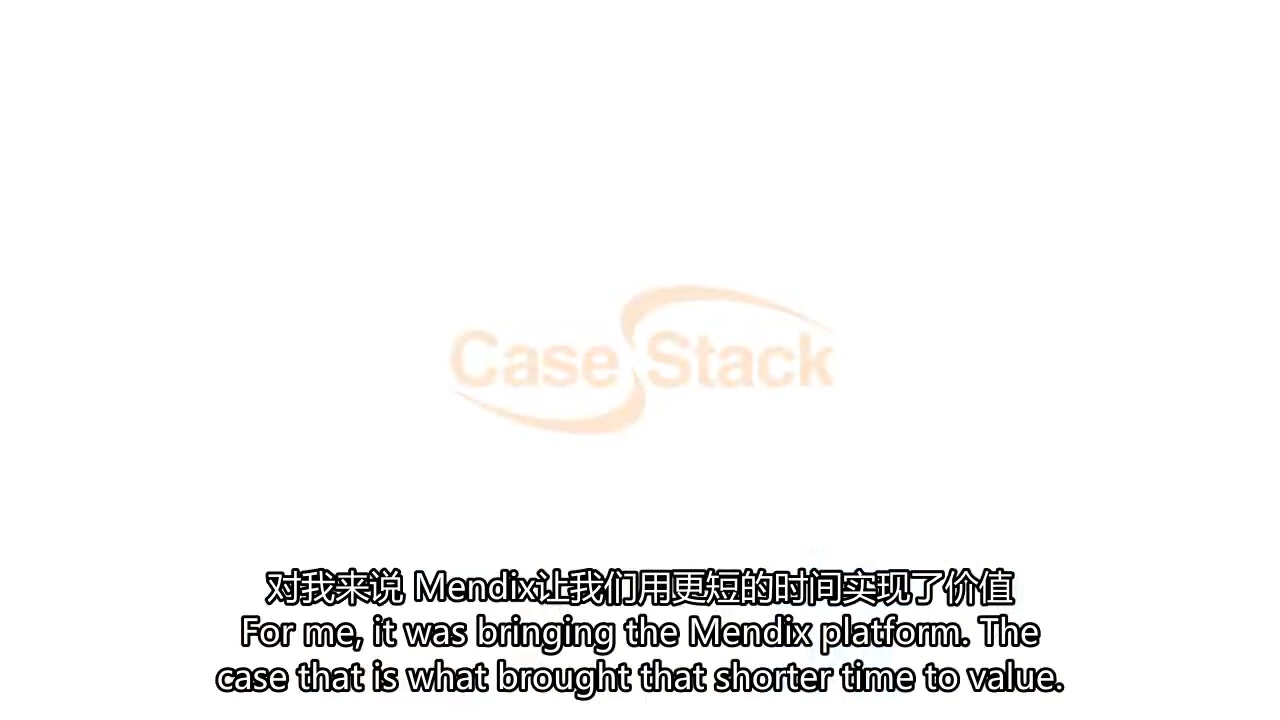 Case Stack
对我来说 Mendix让我们用更短的时间实现了价值
For me, it was bringing the Mendix platform. The
case that is what brought that shorter time to value.